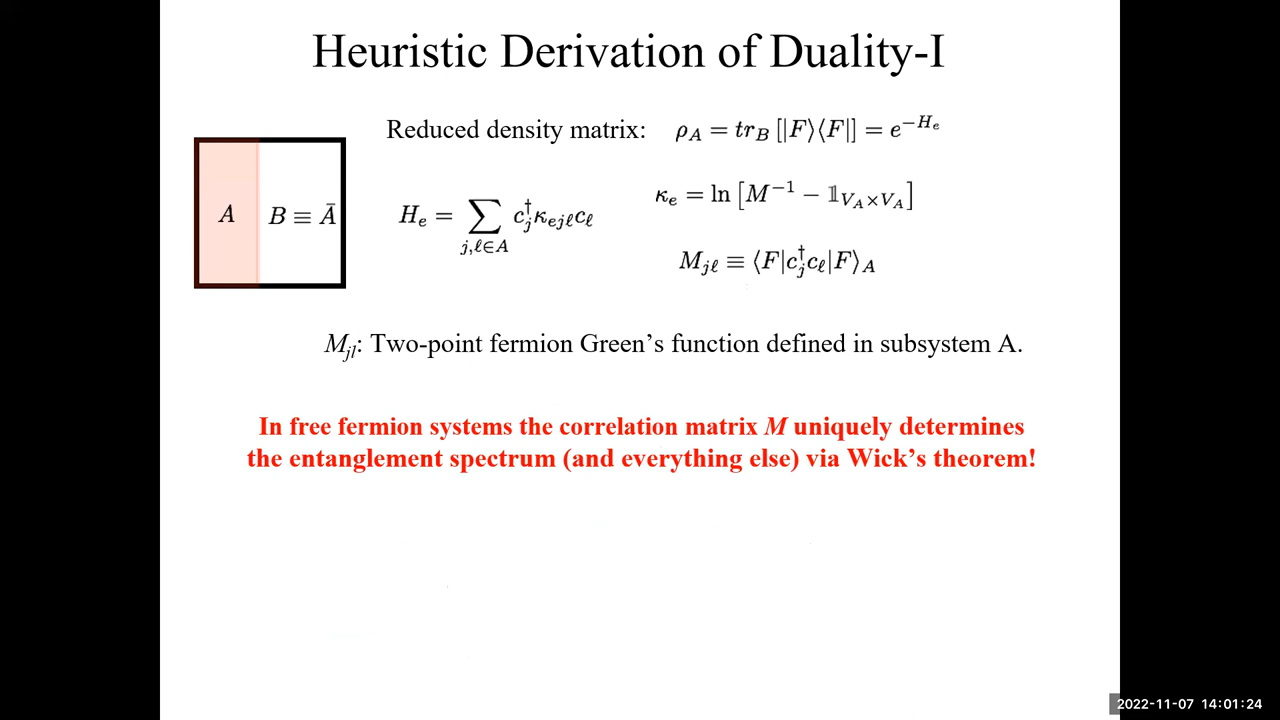 Heuristic Derivation of Duality-I
Reduced density matrix: ρ_A = tr_B [|F⟩⟨F|] = e^{−H_e}
A B ≡ Ā
H_e = ∑_{j,ℓ∈A} c_j^† κ_{ejℓ} c_ℓ
κ_e = ln [M^{−1} − 𝟙_{V_A×V_A}]
M_{jℓ} ≡ ⟨F|c_j^† c_ℓ|F⟩_A
M_{jl}: Two-point fermion Green’s function defined in subsystem A.
In free fermion systems the correlation matrix M uniquely determines
the entanglement spectrum (and everything else) via Wick’s theorem!
2022-11-07 14:01:24